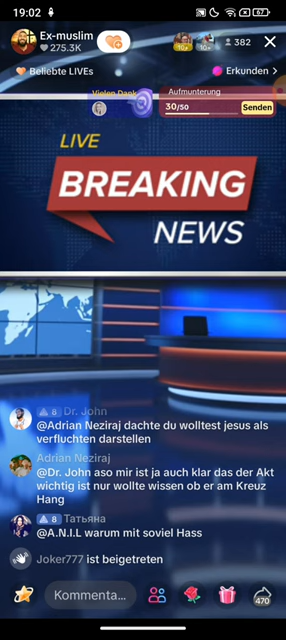 19:02
67
Ex-muslim
275.3K
10+
10+
382
Beliebte LIVEs
Erkunden >
Vielen Dank
Aufmunterung
30/50
Senden
LIVE
BREAKING
NEWS
8 Dr. John
@Adrian Neziraj dachte du wolltest jesus als
verfluchten darstellen
Adrian Neziraj
@Dr. John aso mir ist ja auch klar das der Akt
wichtig ist nur wollte wissen ob er am Kreuz
Hang
8 Татьяна
@A.N.I.L warum mit soviel Hass
Joker777 ist beigetreten
Kommenta...
470